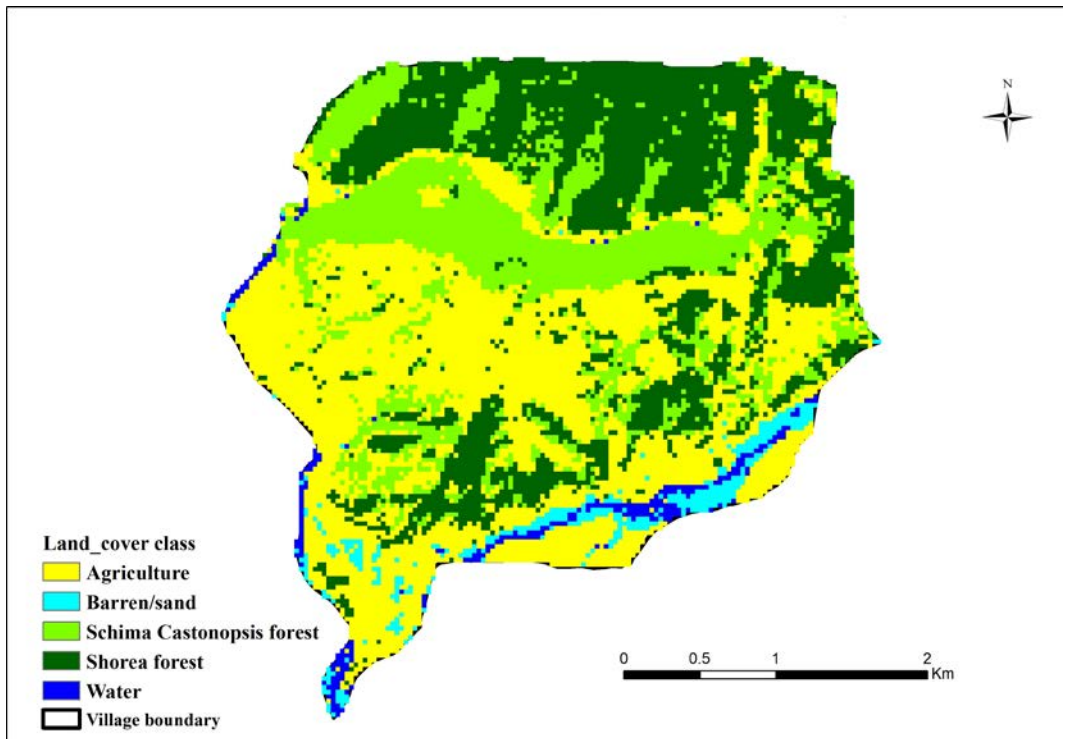 N
Land_cover class
Agriculture
Barren/sand
Schima Castonopsis forest
Shorea forest
Water
Village boundary
0 0.5 1 2
Km